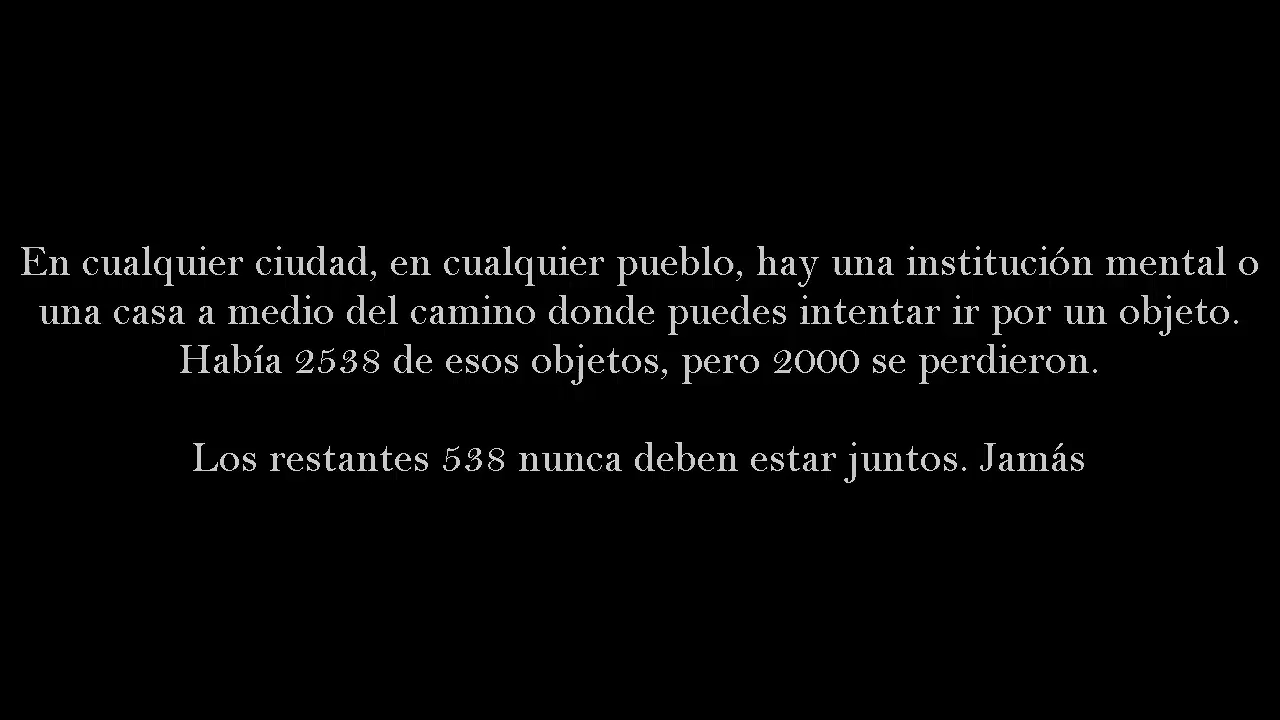 En cualquier ciudad, en cualquier pueblo, hay una institución mental o
una casa a medio del camino donde puedes intentar ir por un objeto.
Había 2538 de esos objetos, pero 2000 se perdieron.
Los restantes 538 nunca deben estar juntos. Jamás